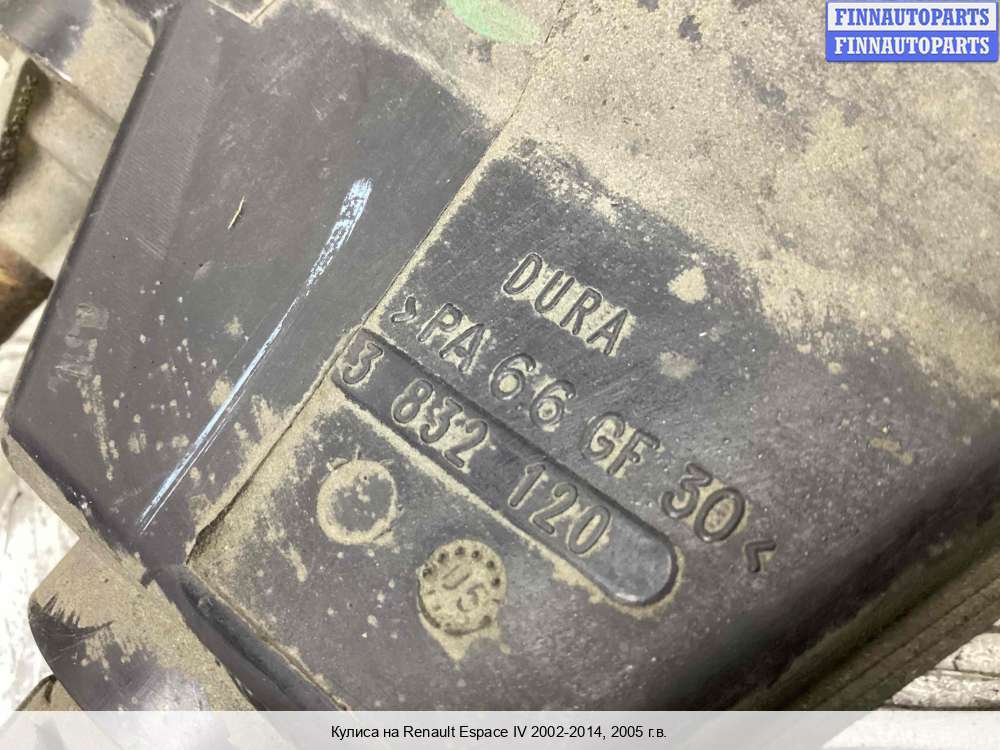 FINNAUTOPARTS
FINNAUTOPARTS
DURA
>PA 66 GF 30<
3 832 120
05
Кулиса на Renault Espace IV 2002-2014, 2005 г.в.